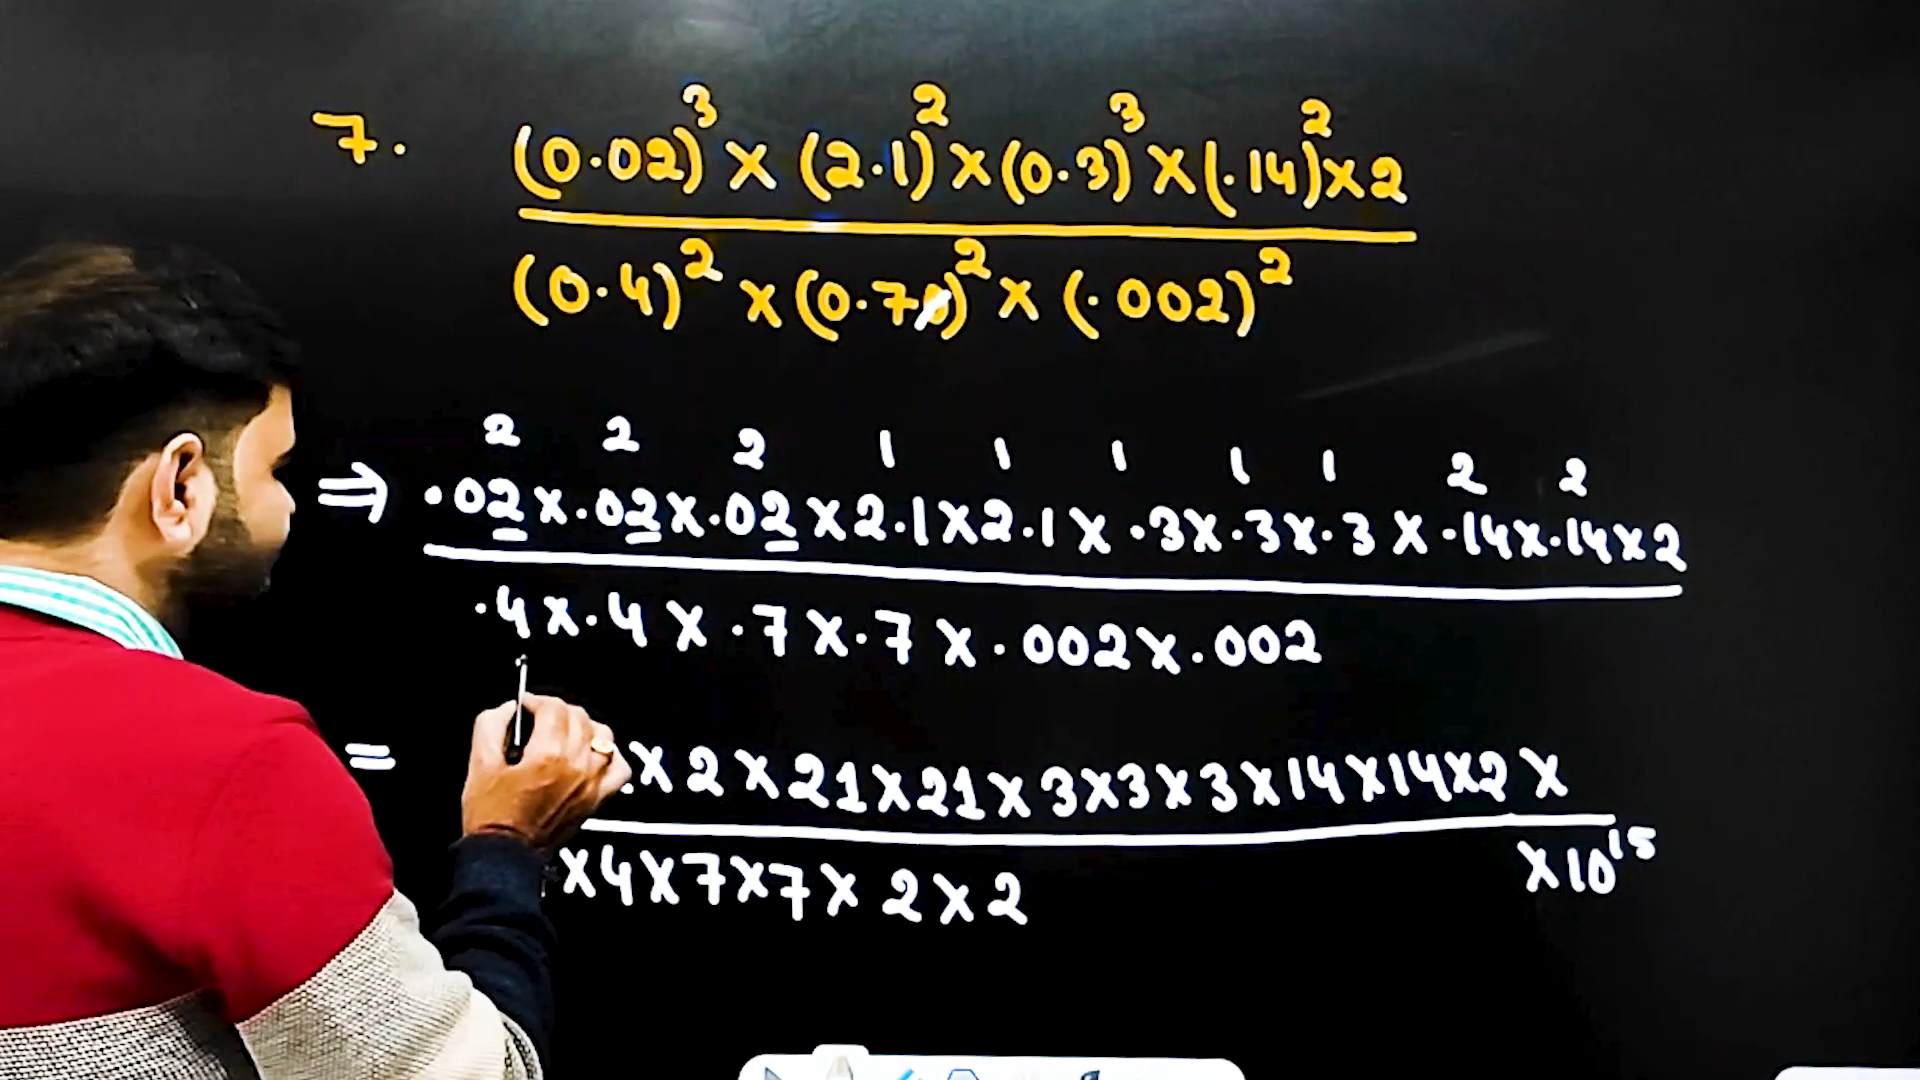 7. (0.02)³ × (2.1)² × (0.3)³ × (.14)² × 2
(0.4)² × (0.70)² × (.002)²
2 2 2 1 1 1 1 1 2 2
⇒ .02 × .02 × .02 × 2.1 × 2.1 × .3 × .3 × .3 × .14 × .14 × 2
.4 × .4 × .7 × .7 × .002 × .002
= × 2 × 21 × 21 × 3 × 3 × 3 × 14 × 14 × 2 ×
× 4 × 7 × 7 × 2 × 2 × 10¹⁵